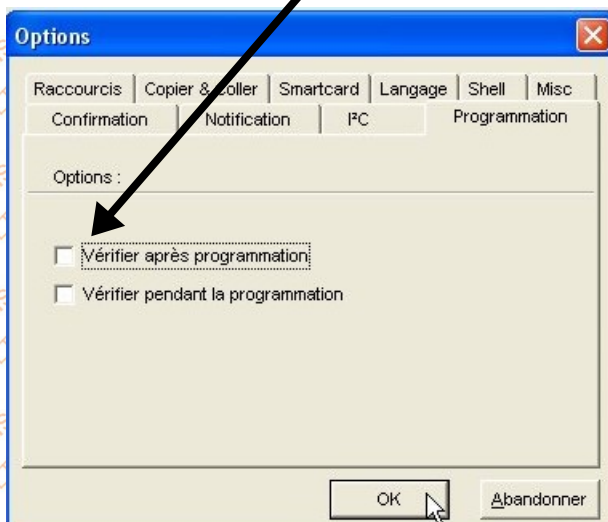 Options
Raccourcis Copier & Coller Smartcard Langage Shell Misc
Confirmation Notification I²C Programmation
Options :
Vérifier après programmation
Vérifier pendant la programmation
OK Abandonner